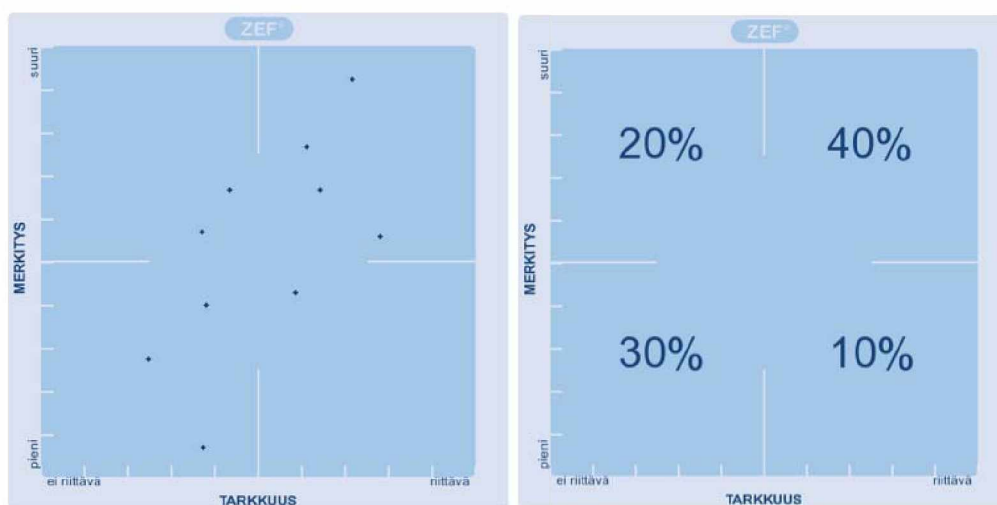 ZEF®
suuri
MERKITYS
pieni
ei riittävä
riittävä
TARKKUUS
ZEF®
suuri
20%
40%
MERKITYS
30%
10%
pieni
ei riittävä
riittävä
TARKKUUS